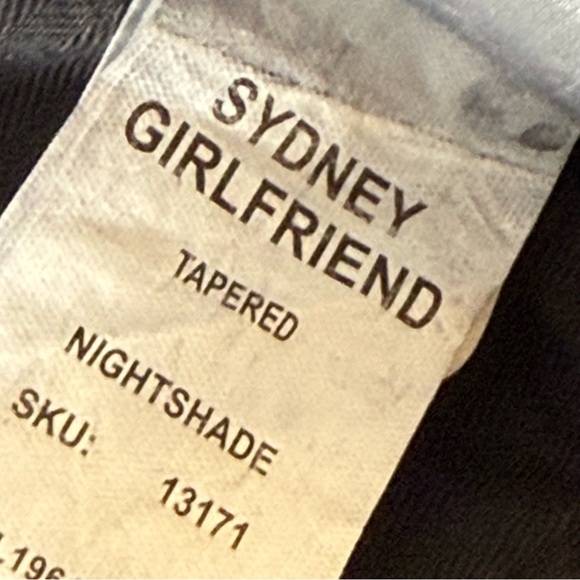 SYDNEY
GIRLFRIEND
TAPERED
NIGHTSHADE
SKU:
13171